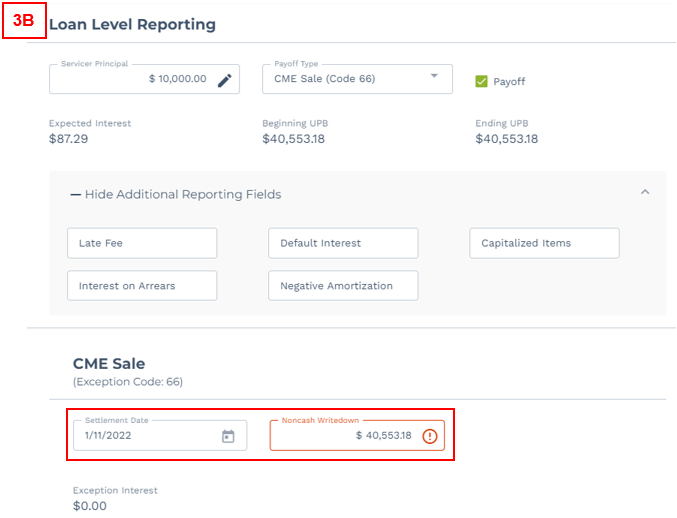 3B
Loan Level Reporting
Servicer Principal
$ 10,000.00
Payoff Type
CME Sale (Code 66)
Payoff
Expected Interest
$87.29
Beginning UPB
$40,553.18
Ending UPB
$40,553.18
Hide Additional Reporting Fields
Late Fee
Default Interest
Capitalized Items
Interest on Arrears
Negative Amortization
CME Sale
(Exception Code: 66)
Settlement Date
1/11/2022
Noncash Writedown
$ 40,553.18
Exception Interest
$0.00